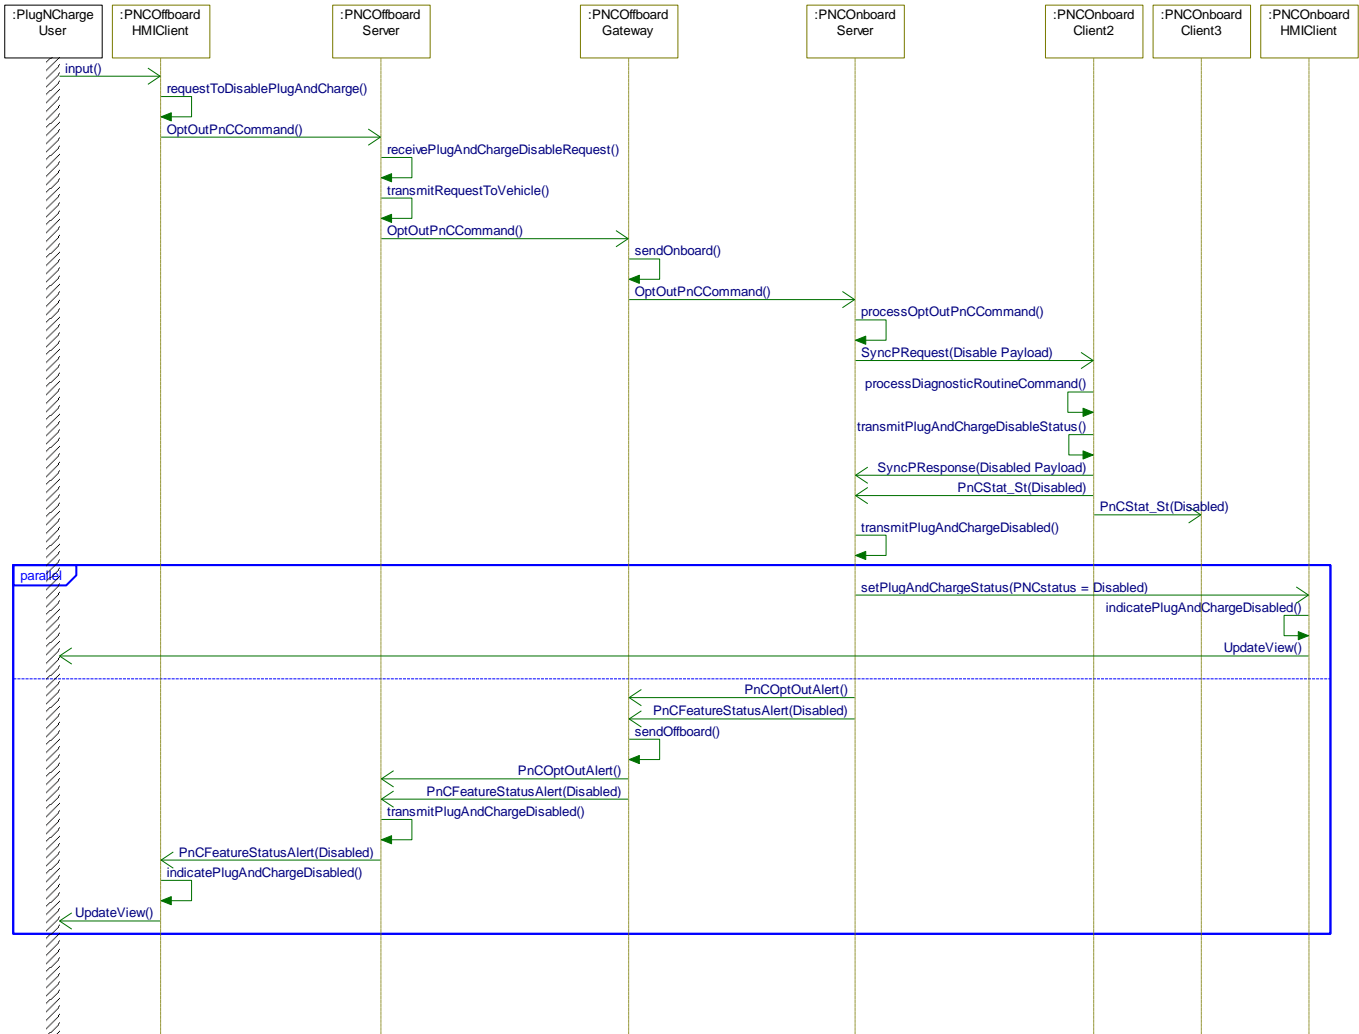 :PlugNCharge
User
:PNCOffboard
HMIClient
:PNCOffboard
Server
:PNCOffboard
Gateway
:PNCOnboard
Server
:PNCOnboard
Client2
:PNCOnboard
Client3
:PNCOnboard
HMIClient
input()
requestToDisablePlugAndCharge()
OptOutPnCCommand()
receivePlugAndChargeDisableRequest()
transmitRequestToVehicle()
OptOutPnCCommand()
sendOnboard()
OptOutPnCCommand()
processOptOutPnCCommand()
SyncPRequest(Disable Payload)
processDiagnosticRoutineCommand()
transmitPlugAndChargeDisableStatus()
SyncPResponse(Disabled Payload)
PnCStat_St(Disabled)
PnCStat_St(Disabled)
transmitPlugAndChargeDisabled()
parallel
setPlugAndChargeStatus(PNCstatus = Disabled)
indicatePlugAndChargeDisabled()
UpdateView()
PnCOptOutAlert()
PnCFeatureStatusAlert(Disabled)
sendOffboard()
PnCOptOutAlert()
PnCFeatureStatusAlert(Disabled)
transmitPlugAndChargeDisabled()
PnCFeatureStatusAlert(Disabled)
indicatePlugAndChargeDisabled()
UpdateView()